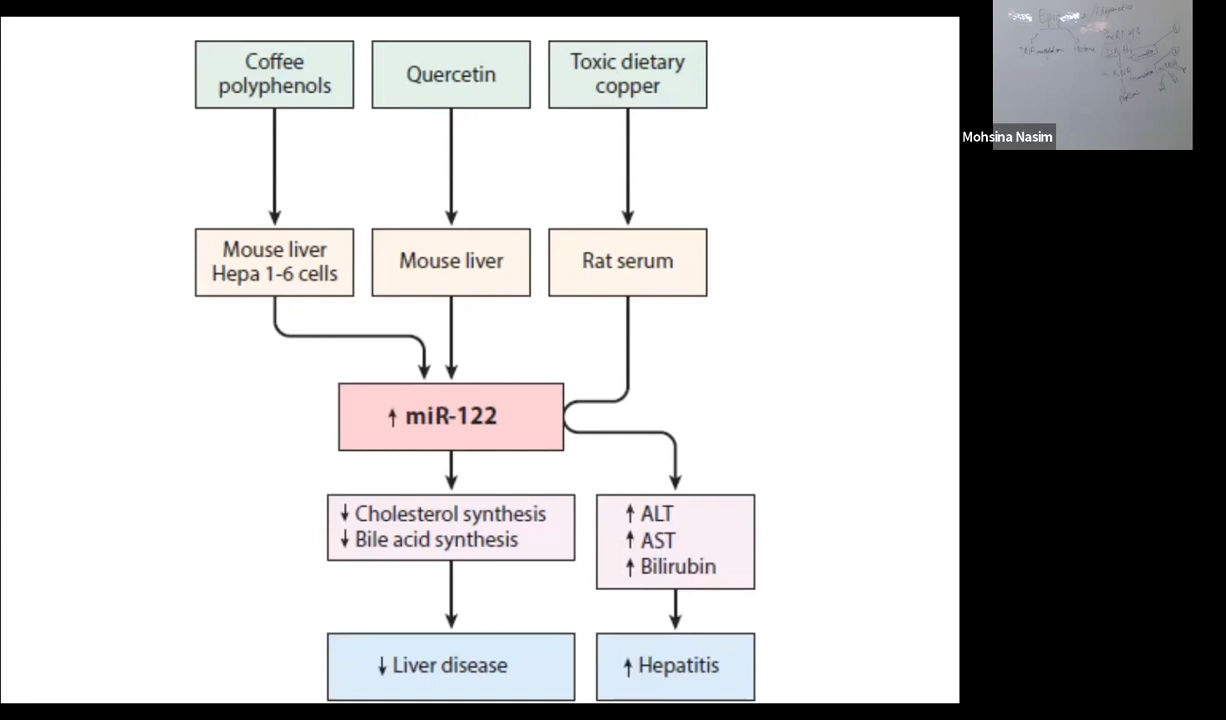 Coffee
polyphenols
Quercetin
Toxic dietary
copper
Mouse liver
Hepa 1-6 cells
Mouse liver
Rat serum
↑ miR-122
↓ Cholesterol synthesis
↓ Bile acid synthesis
↑ ALT
↑ AST
↑ Bilirubin
↓ Liver disease
↑ Hepatitis
Mohsina Nasim